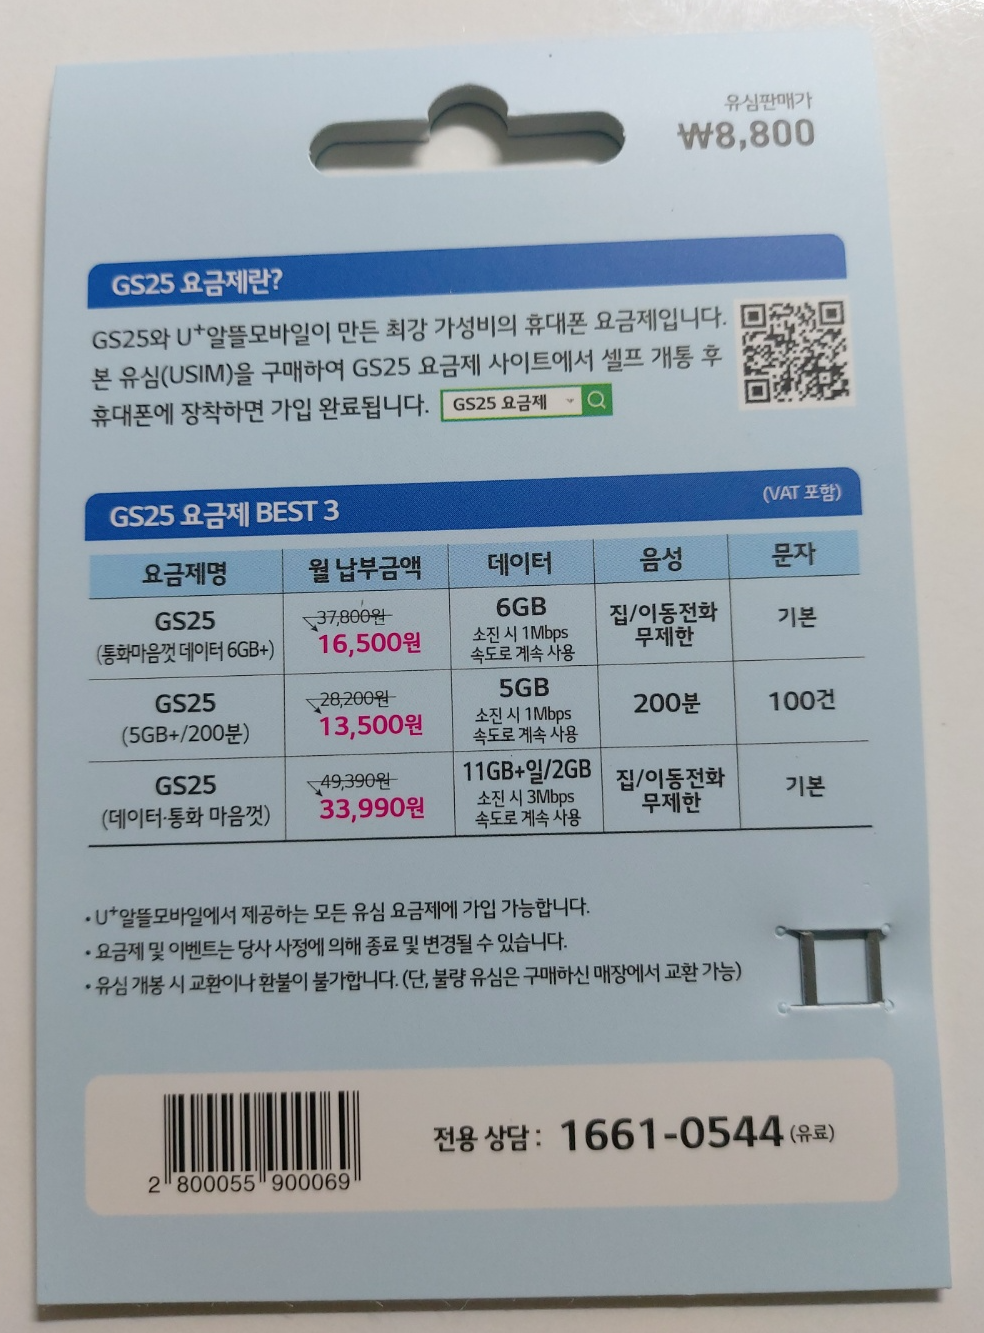 유심판매가
₩8,800
GS25 요금제란?
GS25와 U+알뜰모바일이 만든 최강 가성비의 휴대폰 요금제입니다.
본 유심(USIM)을 구매하여 GS25 요금제 사이트에서 셀프 개통 후
휴대폰에 장착하면 가입 완료됩니다. GS25 요금제
GS25 요금제 BEST 3 (VAT 포함)
요금제명 월 납부금액 데이터 음성 문자
GS25
(통화마음껏 데이터 6GB+)
37,800원
16,500원
6GB
소진 시 1Mbps
속도로 계속 사용
집/이동전화
무제한
기본
GS25
(5GB+/200분)
28,200원
13,500원
5GB
소진 시 1Mbps
속도로 계속 사용
200분
100건
GS25
(데이터·통화 마음껏)
49,390원
33,990원
11GB+일/2GB
소진 시 3Mbps
속도로 계속 사용
집/이동전화
무제한
기본
• U+알뜰모바일에서 제공하는 모든 유심 요금제에 가입 가능합니다.
• 요금제 및 이벤트는 당사 사정에 의해 종료 및 변경될 수 있습니다.
• 유심 개봉 시 교환이나 환불이 불가합니다. (단, 불량 유심은 구매하신 매장에서 교환 가능)
전용 상담 : 1661-0544 (유료)
2 800055 900069